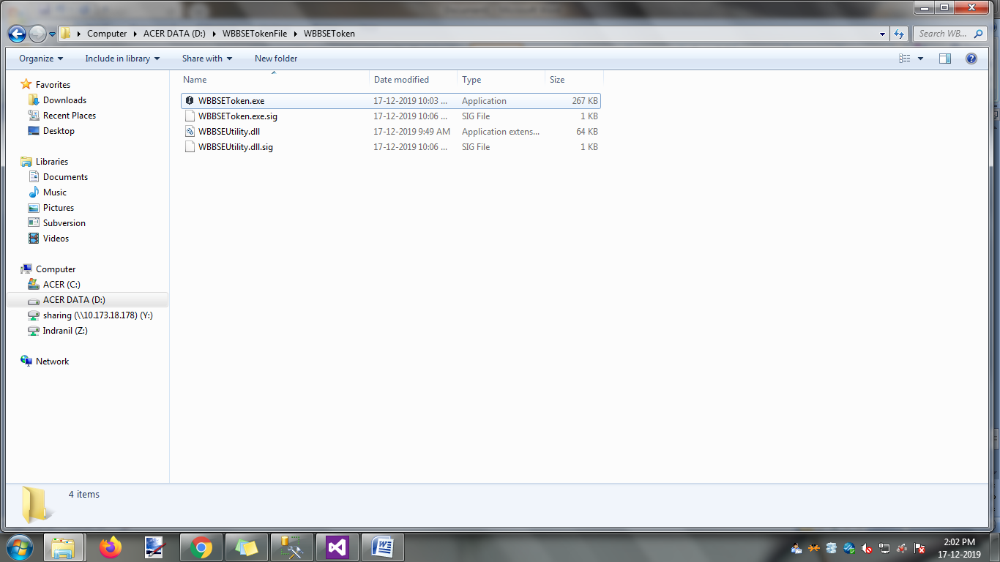 Computer ▸ ACER DATA (D:) ▸ WBBSETokenFile ▸ WBBSEToken
Search WB...
Organize Include in library Share with New folder
Name Date modified Type Size
WBBSEToken.exe 17-12-2019 10:03 ... Application 267 KB
WBBSEToken.exe.sig 17-12-2019 10:06 ... SIG File 1 KB
WBBSEUtility.dll 17-12-2019 9:49 AM Application extens... 64 KB
WBBSEUtility.dll.sig 17-12-2019 10:06 ... SIG File 1 KB
Favorites
Downloads
Recent Places
Desktop
Libraries
Documents
Music
Pictures
Subversion
Videos
Computer
ACER (C:)
ACER DATA (D:)
sharing (\\10.173.18.178) (Y:)
Indranil (Z:)
Network
4 items
2:02 PM
17-12-2019